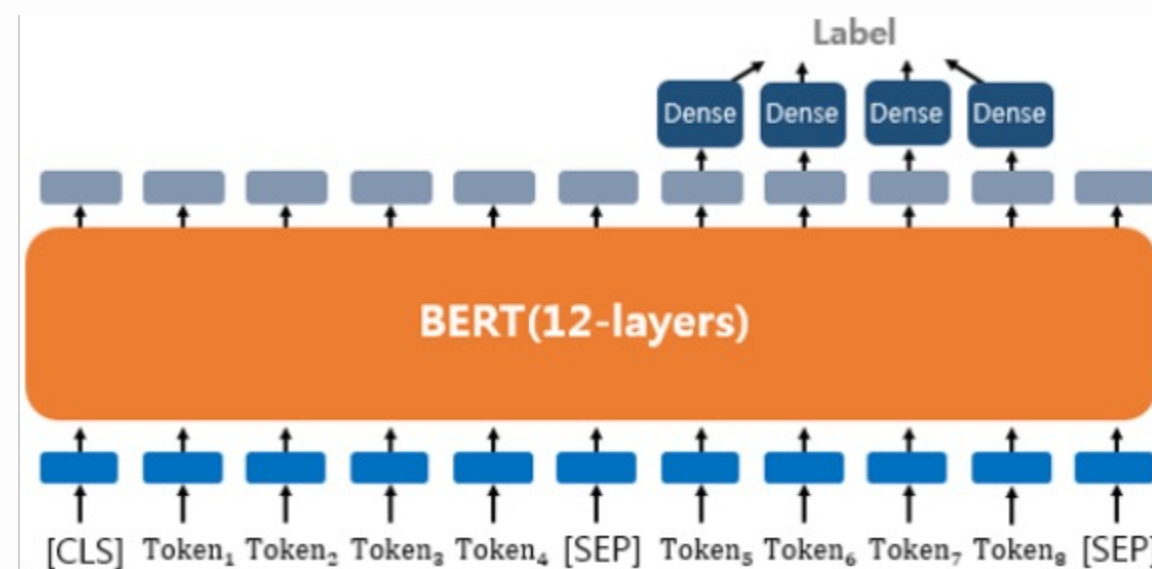 Label
Dense Dense Dense Dense
BERT(12-layers)
[CLS] Token₁ Token₂ Token₃ Token₄ [SEP] Token₅ Token₆ Token₇ Token₈ [SEP]